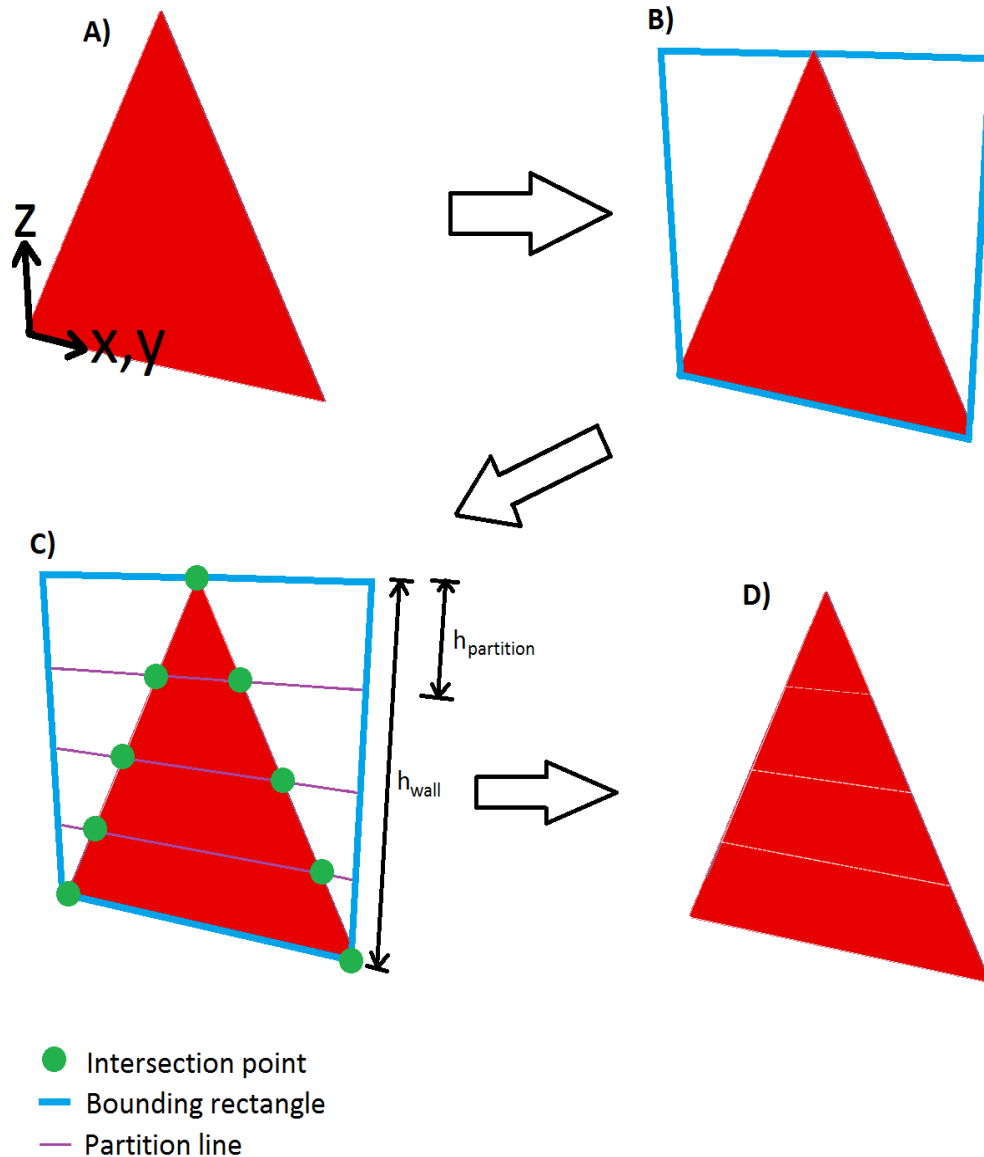 A)
B)
Z
x,y
C)
h_partition
D)
h_wall
Intersection point
Bounding rectangle
Partition line